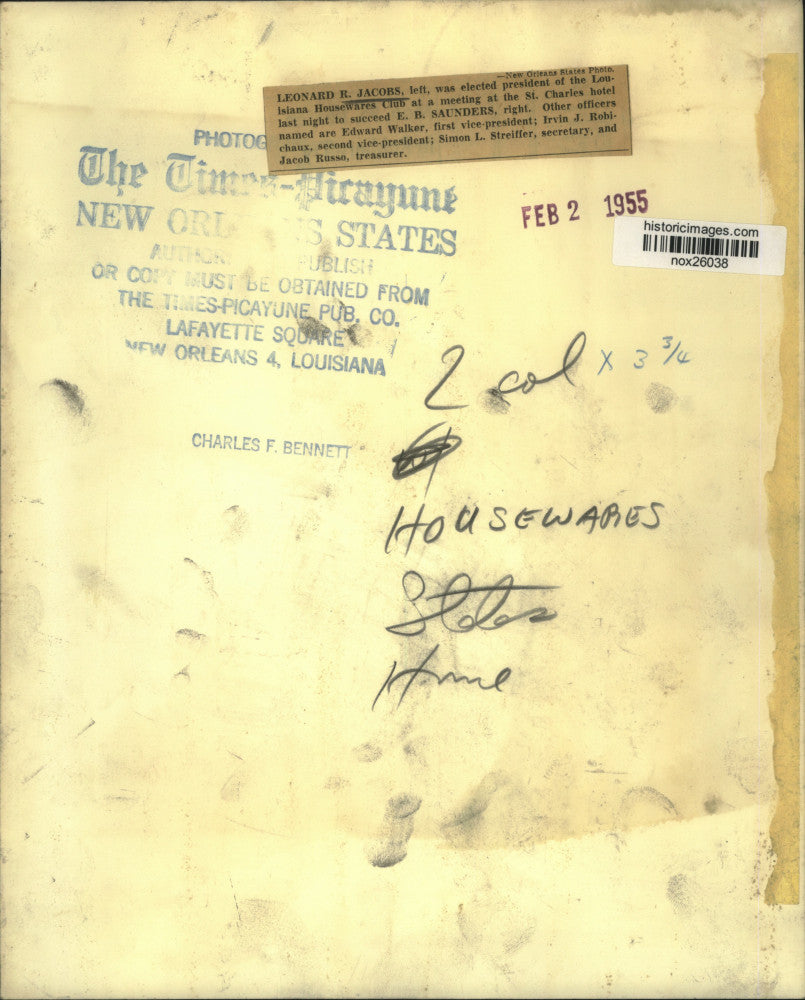 —New Orleans States Photo.
LEONARD R. JACOBS, left, was elected president of the Lou-
isiana Housewares Club at a meeting at the St. Charles hotel
last night to succeed E. B. SAUNDERS, right. Other officers
named are Edward Walker, first vice-president; Irvin J. Robi-
chaux, second vice-president; Simon L. Streiffer, secretary, and
Jacob Russo, treasurer.
PHOTOG
The Times-Picayune
NEW ORL S STATES
AUTHOR UBLISH
OR COPY MUST BE OBTAINED FROM
THE TIMES-PICAYUNE PUB. CO.
LAFAYETTE SQUARE
NEW ORLEANS 4, LOUISIANA
FEB 2 1955
historicimages.com
nox26038
2 col x 3 3/4
CHARLES F. BENNETT
HOUSEWARES
States